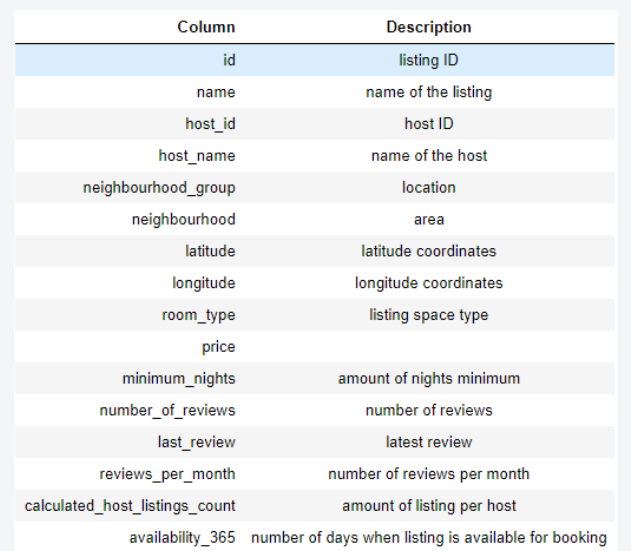 Column Description
id listing ID
name name of the listing
host_id host ID
host_name name of the host
neighbourhood_group location
neighbourhood area
latitude latitude coordinates
longitude longitude coordinates
room_type listing space type
price
minimum_nights amount of nights minimum
number_of_reviews number of reviews
last_review latest review
reviews_per_month number of reviews per month
calculated_host_listings_count amount of listing per host
availability_365 number of days when listing is available for booking